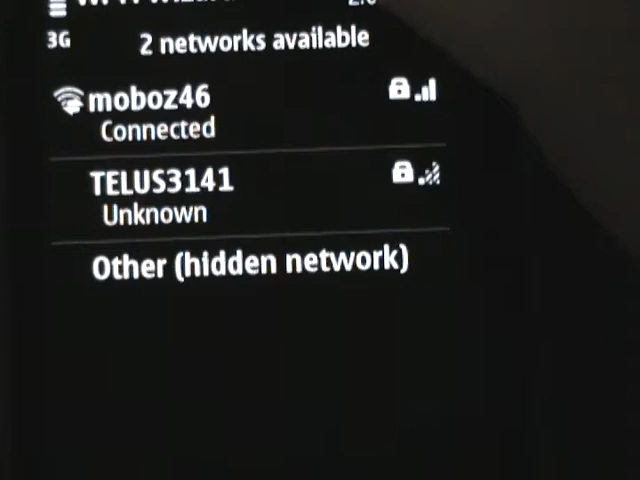 3G
2 networks available
moboz46
Connected
TELUS3141
Unknown
Other (hidden network)